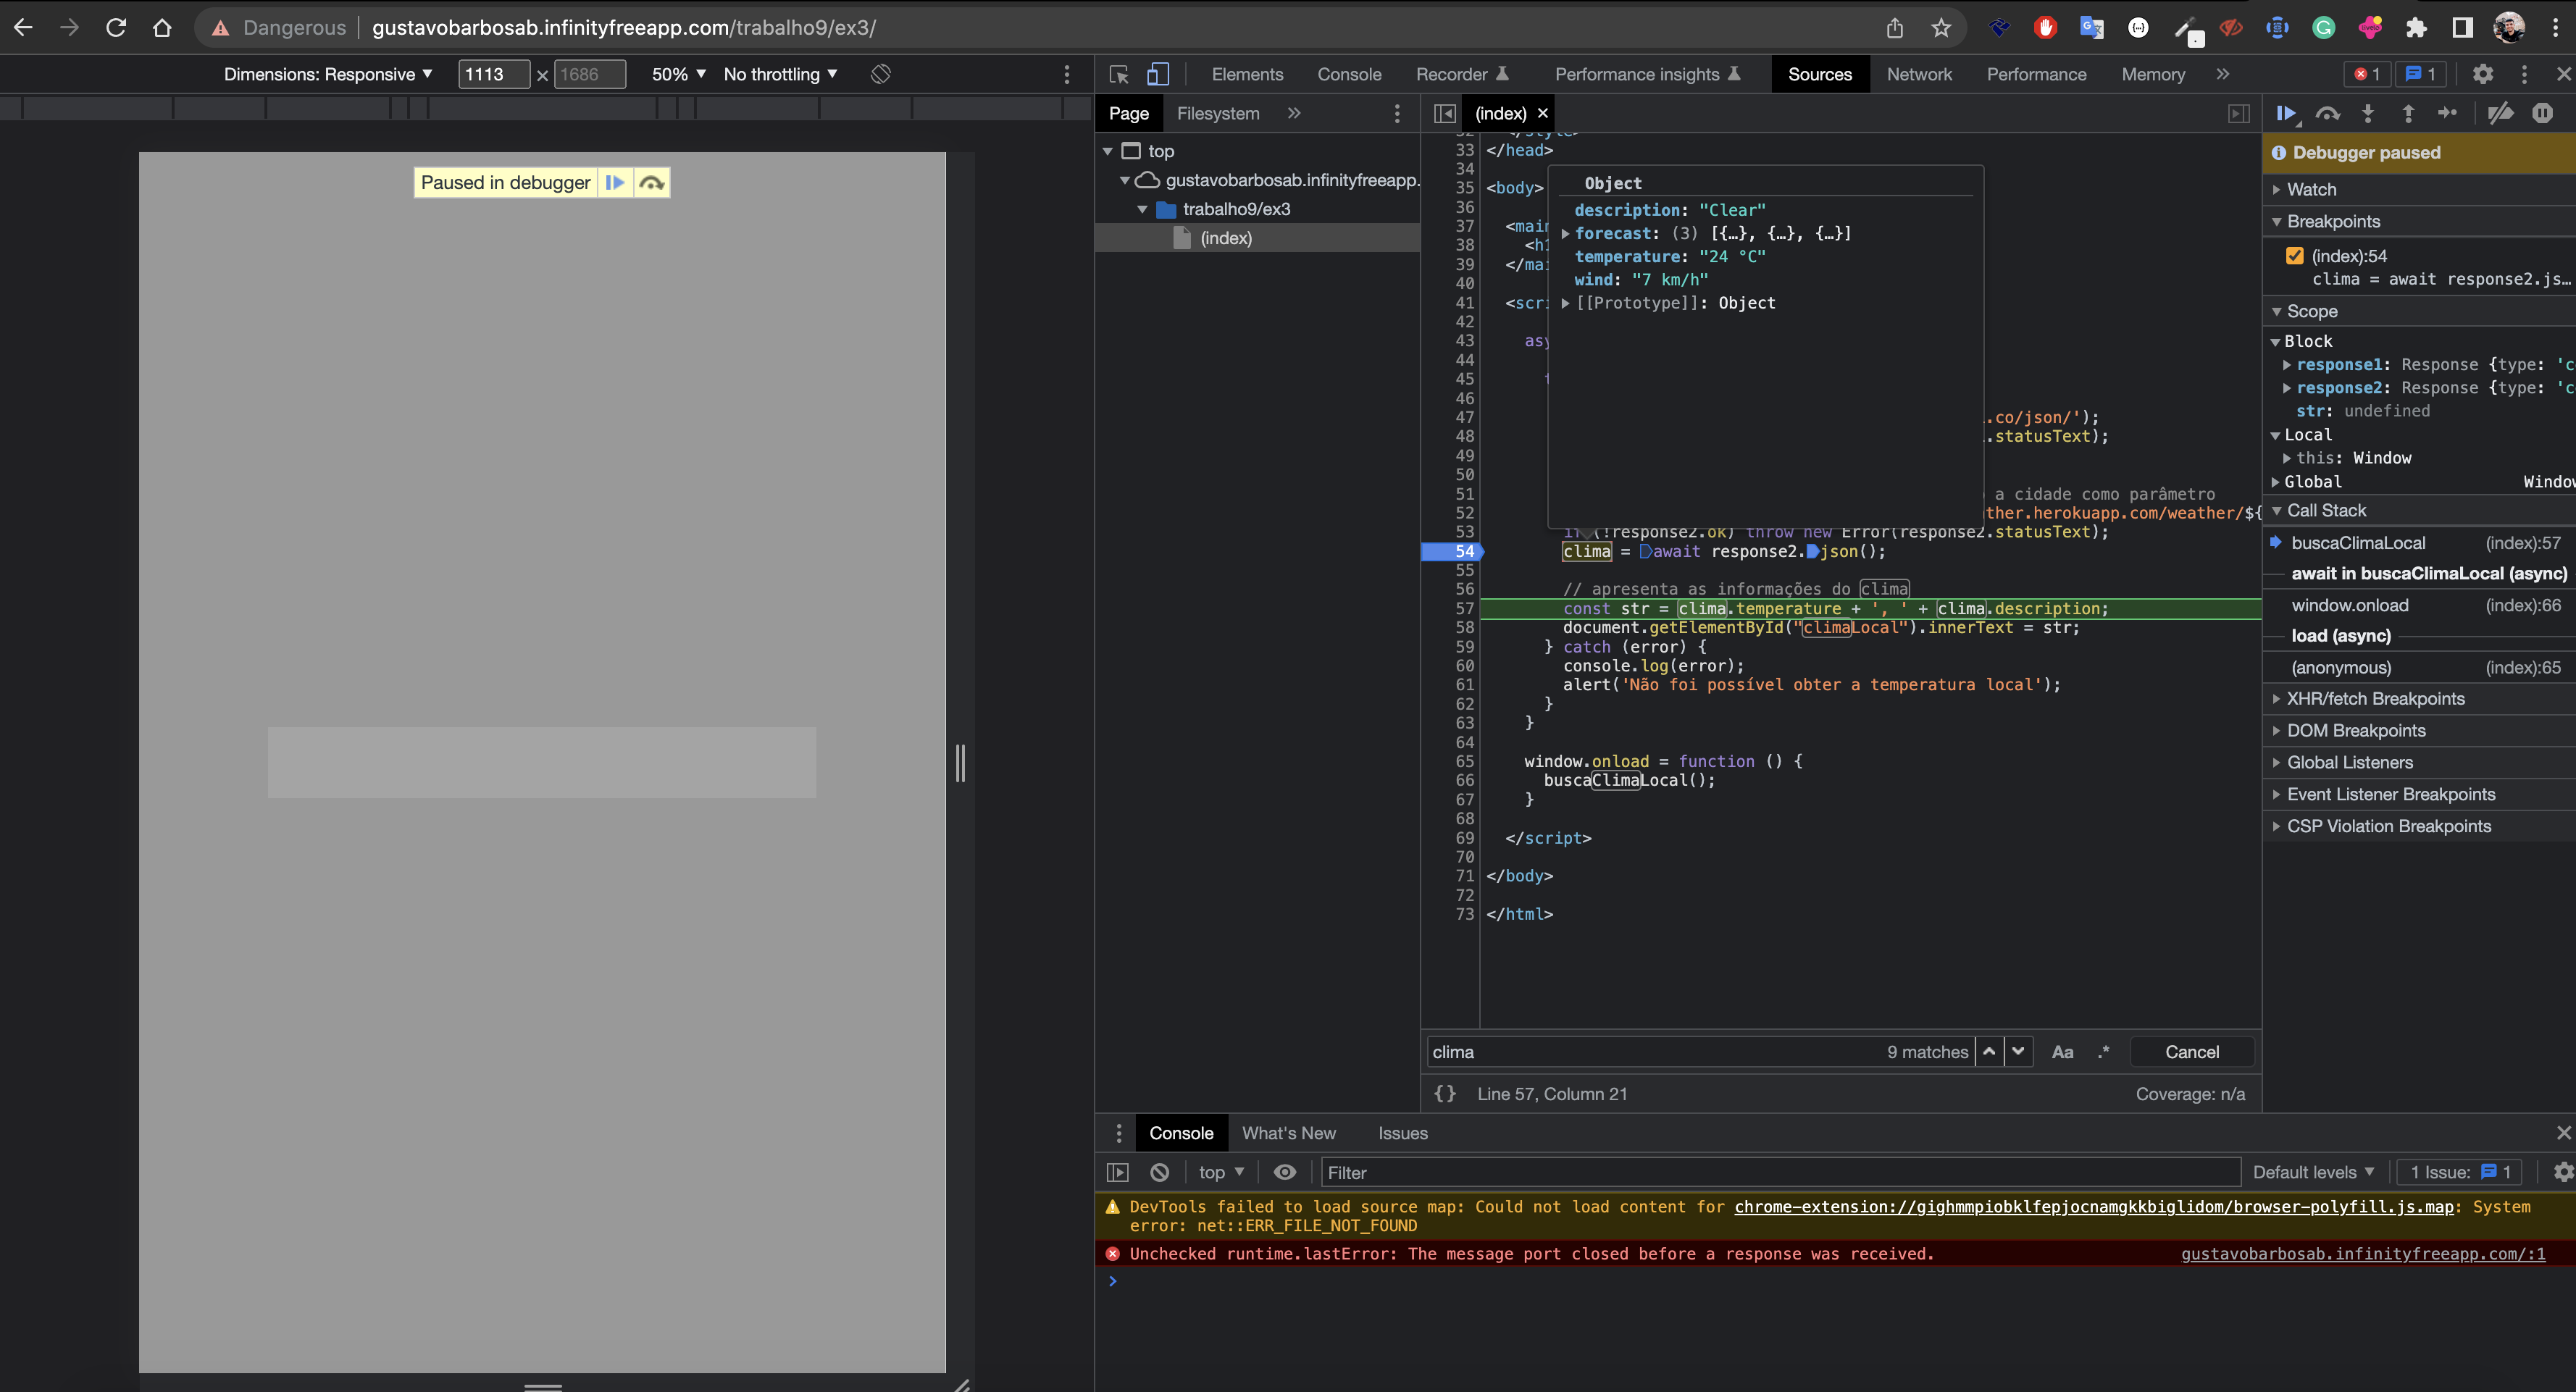 Dangerous
gustavobarbosab.infinityfreeapp.com/trabalho9/ex3/
Dimensions: Responsive
1113 × 1686
50%
No throttling
Elements
Console
Recorder
Performance insights
Sources
Network
Performance
Memory
1
1
Page
Filesystem
top
gustavobarbosab.infinityfreeapp.
trabalho9/ex3
(index)
Paused in debugger
(index)
33 </head>
34
35 <body>
36
37
38
39
40
41
42
43
44
45
46
47 .co/json/');
48 .statusText);
49
50
51 a cidade como parâmetro
52 ther.herokuapp.com/weather/${
53 if (!response2.ok) throw new Error(response2.statusText);
54 clima = await response2.json();
55
56 // apresenta as informações do clima
57 const str = clima.temperature + ', ' + clima.description;
58 document.getElementById("climaLocal").innerText = str;
59 } catch (error) {
60 console.log(error);
61 alert('Não foi possível obter a temperatura local');
62 }
63 }
64
65 window.onload = function () {
66 buscaClimaLocal();
67 }
68
69 </script>
70
71 </body>
72
73 </html>
Object
description: "Clear"
forecast: (3) [{…}, {…}, {…}]
temperature: "24 °C"
wind: "7 km/h"
[[Prototype]]: Object
clima
9 matches
Aa
.*
Cancel
{} Line 57, Column 21
Coverage: n/a
Debugger paused
Watch
Breakpoints
(index):54
clima = await response2.js…
Scope
Block
response1: Response {type: 'c
response2: Response {type: 'c
str: undefined
Local
this: Window
Global Window
Call Stack
buscaClimaLocal (index):57
await in buscaClimaLocal (async)
window.onload (index):66
load (async)
(anonymous) (index):65
XHR/fetch Breakpoints
DOM Breakpoints
Global Listeners
Event Listener Breakpoints
CSP Violation Breakpoints
Console
What's New
Issues
top
Filter
Default levels
1 Issue: 1
DevTools failed to load source map: Could not load content for chrome-extension://gighmmpiobklfepjocnamgkkbiglidom/browser-polyfill.js.map: System
error: net::ERR_FILE_NOT_FOUND
Unchecked runtime.lastError: The message port closed before a response was received.
gustavobarbosab.infinityfreeapp.com/:1